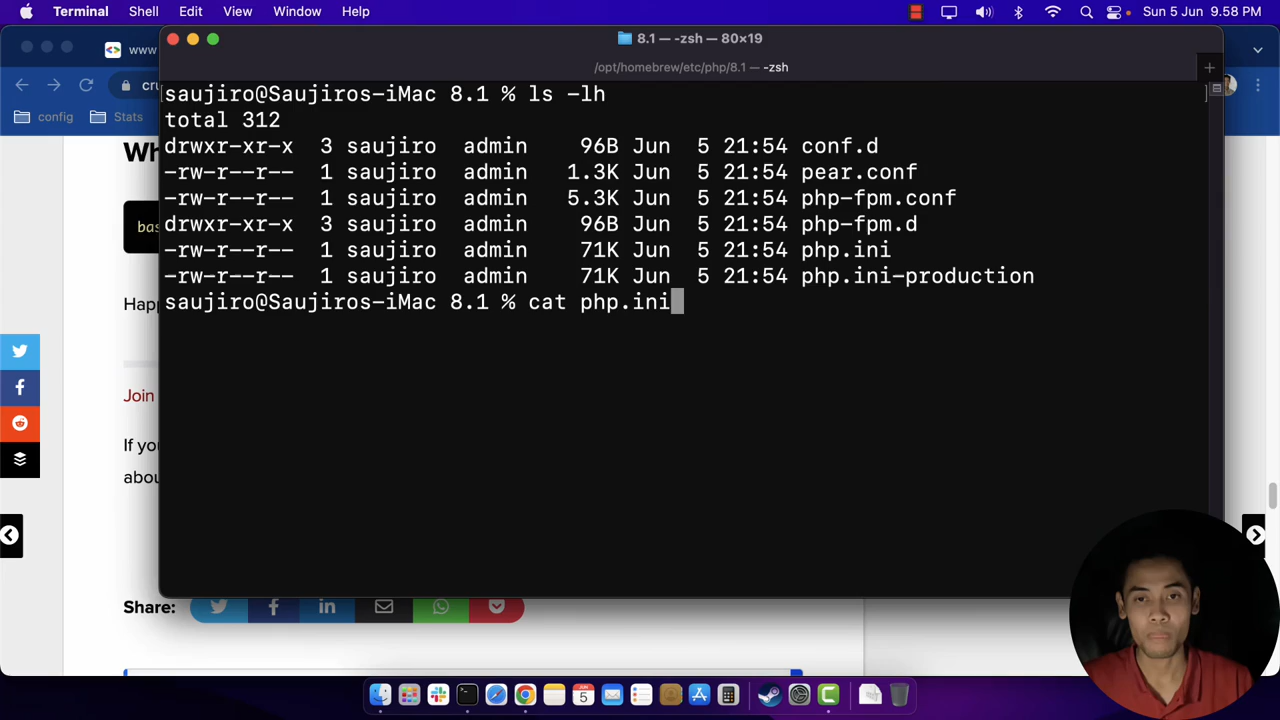 Terminal Shell Edit View Window Help Sun 5 Jun 9.58 PM
8.1 — -zsh — 80×19
www
/opt/homebrew/etc/php/8.1 — -zsh
config Stats
saujiro@Saujiros-iMac 8.1 % ls -lh
total 312
drwxr-xr-x 3 saujiro admin 96B Jun 5 21:54 conf.d
-rw-r--r-- 1 saujiro admin 1.3K Jun 5 21:54 pear.conf
-rw-r--r-- 1 saujiro admin 5.3K Jun 5 21:54 php-fpm.conf
drwxr-xr-x 3 saujiro admin 96B Jun 5 21:54 php-fpm.d
-rw-r--r-- 1 saujiro admin 71K Jun 5 21:54 php.ini
-rw-r--r-- 1 saujiro admin 71K Jun 5 21:54 php.ini-production
saujiro@Saujiros-iMac 8.1 % cat php.ini
Join
Share: